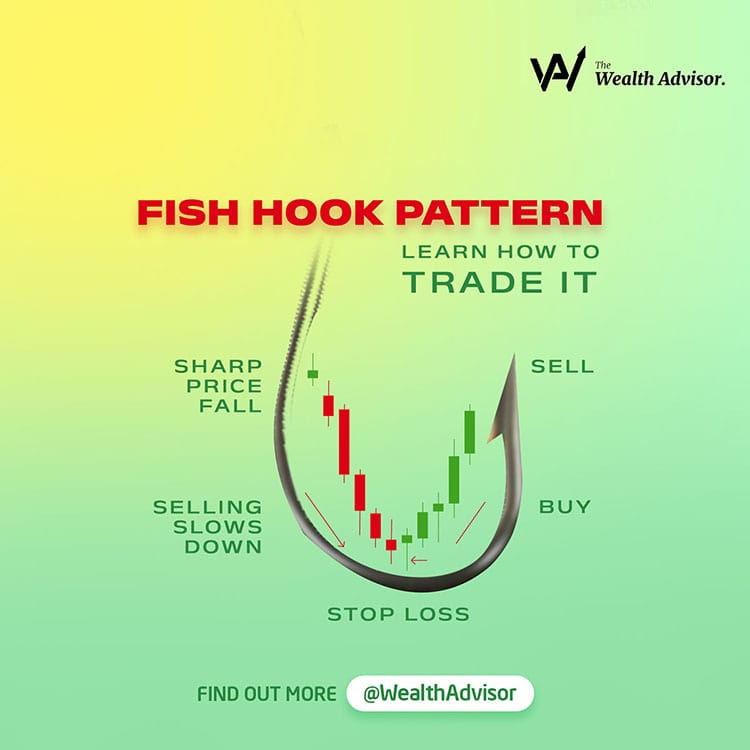 The
Wealth Advisor.
FISH HOOK PATTERN
LEARN HOW TO
TRADE IT
SHARP
PRICE
FALL
SELL
SELLING
SLOWS
DOWN
BUY
STOP LOSS
FIND OUT MORE @WealthAdvisor